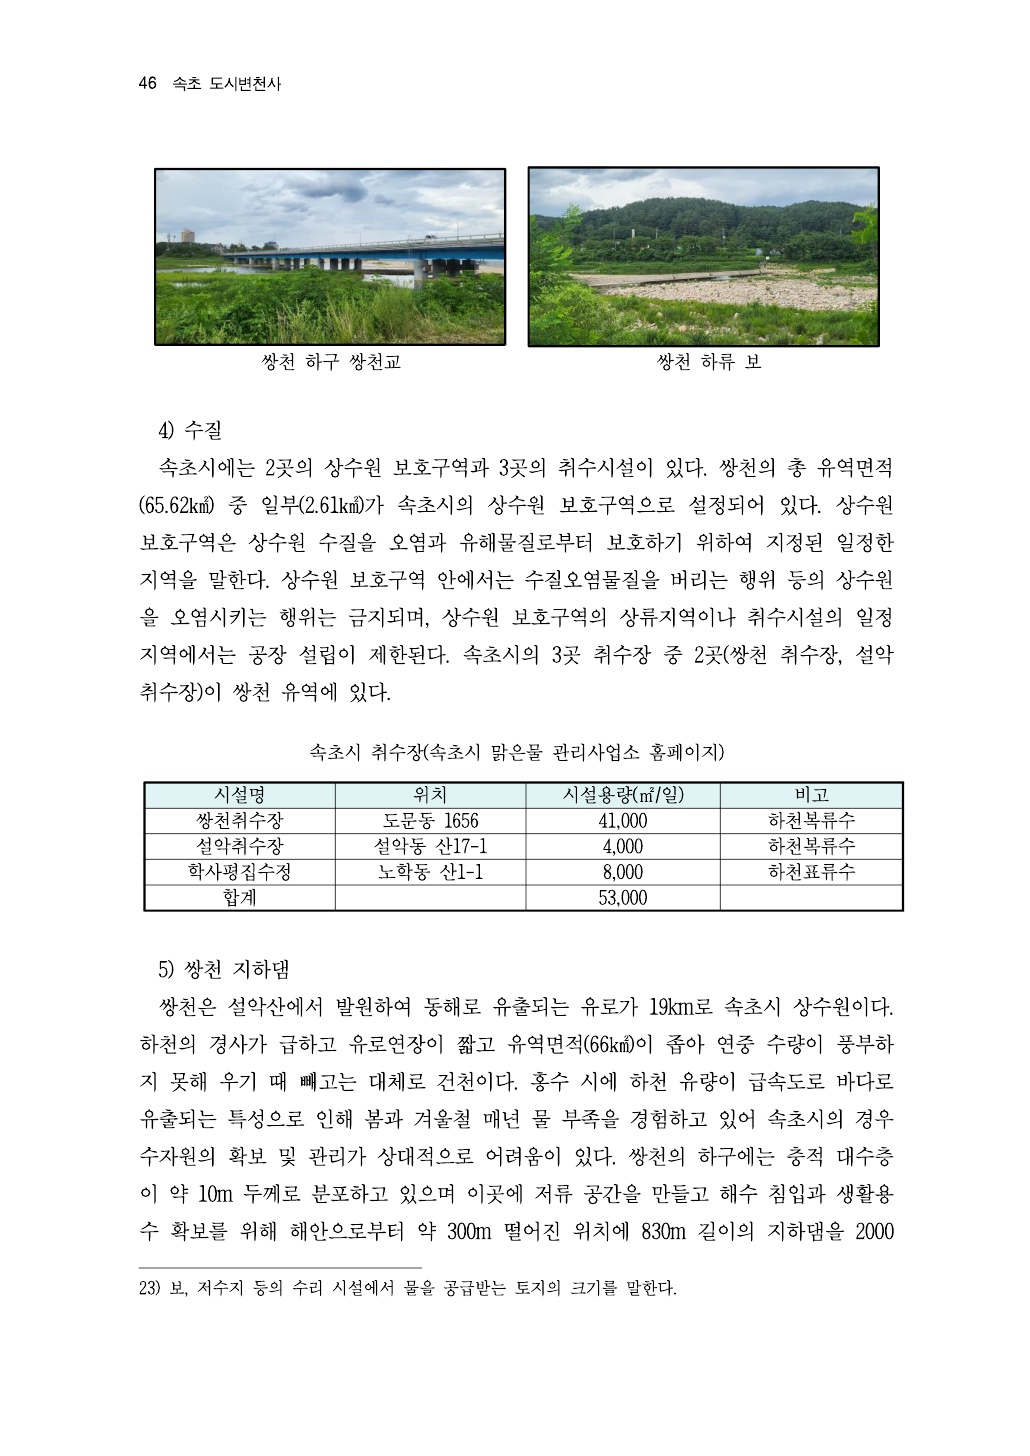 46 속초 도시변천사
쌍천 하구 쌍천교
쌍천 하류 보
4) 수질
속초시에는 2곳의 상수원 보호구역과 3곳의 취수시설이 있다. 쌍천의 총 유역면적
(65.62㎢) 중 일부(2.61㎢)가 속초시의 상수원 보호구역으로 설정되어 있다. 상수원
보호구역은 상수원 수질을 오염과 유해물질로부터 보호하기 위하여 지정된 일정한
지역을 말한다. 상수원 보호구역 안에서는 수질오염물질을 버리는 행위 등의 상수원
을 오염시키는 행위는 금지되며, 상수원 보호구역의 상류지역이나 취수시설의 일정
지역에서는 공장 설립이 제한된다. 속초시의 3곳 취수장 중 2곳(쌍천 취수장, 설악
취수장)이 쌍천 유역에 있다.
속초시 취수장(속초시 맑은물 관리사업소 홈페이지)
시설명 위치 시설용량(㎡/일) 비고
쌍천취수장 도문동 1656 41,000 하천복류수
설악취수장 설악동 산17-1 4,000 하천복류수
학사평집수정 노학동 산1-1 8,000 하천표류수
합계 53,000
5) 쌍천 지하댐
쌍천은 설악산에서 발원하여 동해로 유출되는 유로가 19km로 속초시 상수원이다.
하천의 경사가 급하고 유로연장이 짧고 유역면적(66㎢)이 좁아 연중 수량이 풍부하
지 못해 우기 때 빼고는 대체로 건천이다. 홍수 시에 하천 유량이 급속도로 바다로
유출되는 특성으로 인해 봄과 겨울철 매년 물 부족을 경험하고 있어 속초시의 경우
수자원의 확보 및 관리가 상대적으로 어려움이 있다. 쌍천의 하구에는 충적 대수층
이 약 10m 두께로 분포하고 있으며 이곳에 저류 공간을 만들고 해수 침입과 생활용
수 확보를 위해 해안으로부터 약 300m 떨어진 위치에 830m 길이의 지하댐을 2000
23) 보, 저수지 등의 수리 시설에서 물을 공급받는 토지의 크기를 말한다.